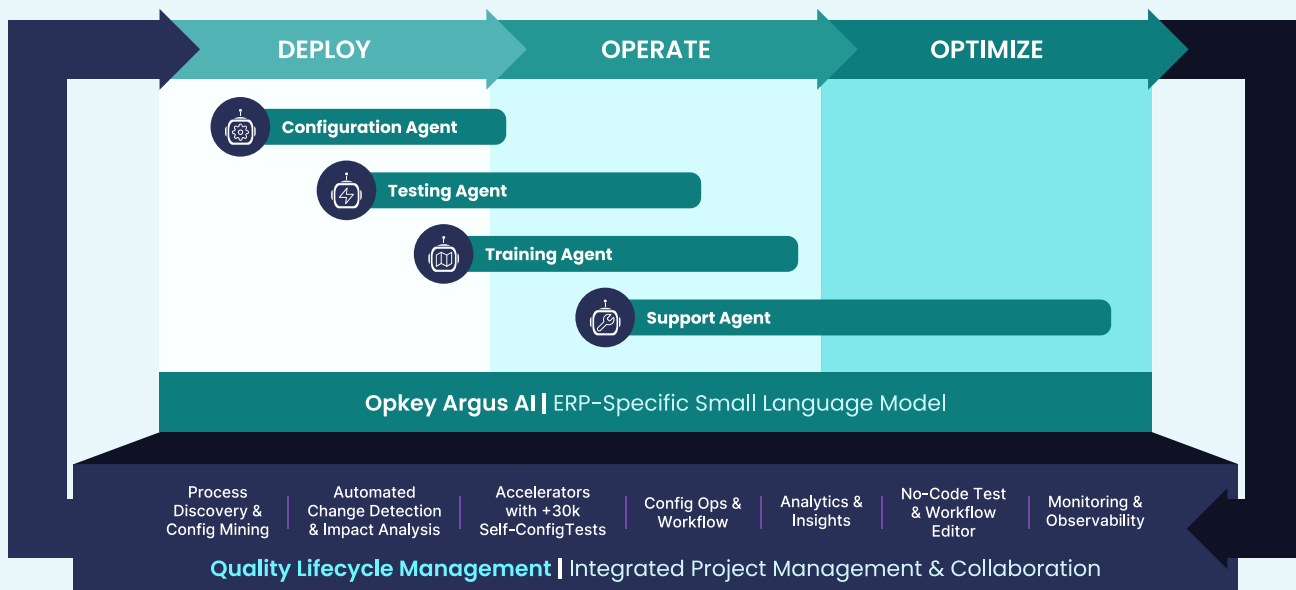 DEPLOY
OPERATE
OPTIMIZE
Configuration Agent
Testing Agent
Training Agent
Support Agent
Opkey Argus AI | ERP-Specific Small Language Model
Process
Discovery &
Config Mining
Automated
Change Detection
& Impact Analysis
Accelerators
with +30k
Self-ConfigTests
Config Ops &
Workflow
Analytics &
Insights
No-Code Test
& Workflow
Editor
Monitoring &
Observability
Quality Lifecycle Management | Integrated Project Management & Collaboration